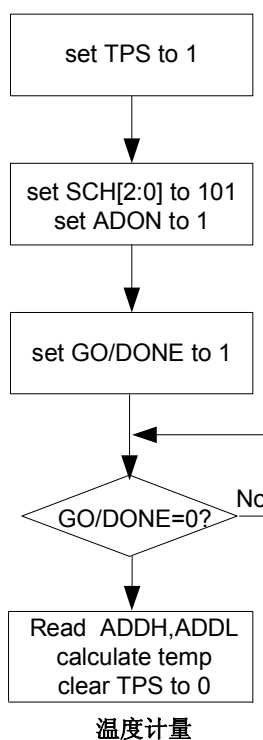 set TPS to 1
set SCH[2:0] to 101
set ADON to 1
set GO/DONE to 1
GO/DONE=0?
No
Read ADDH,ADDL
calculate temp
clear TPS to 0
温度计量